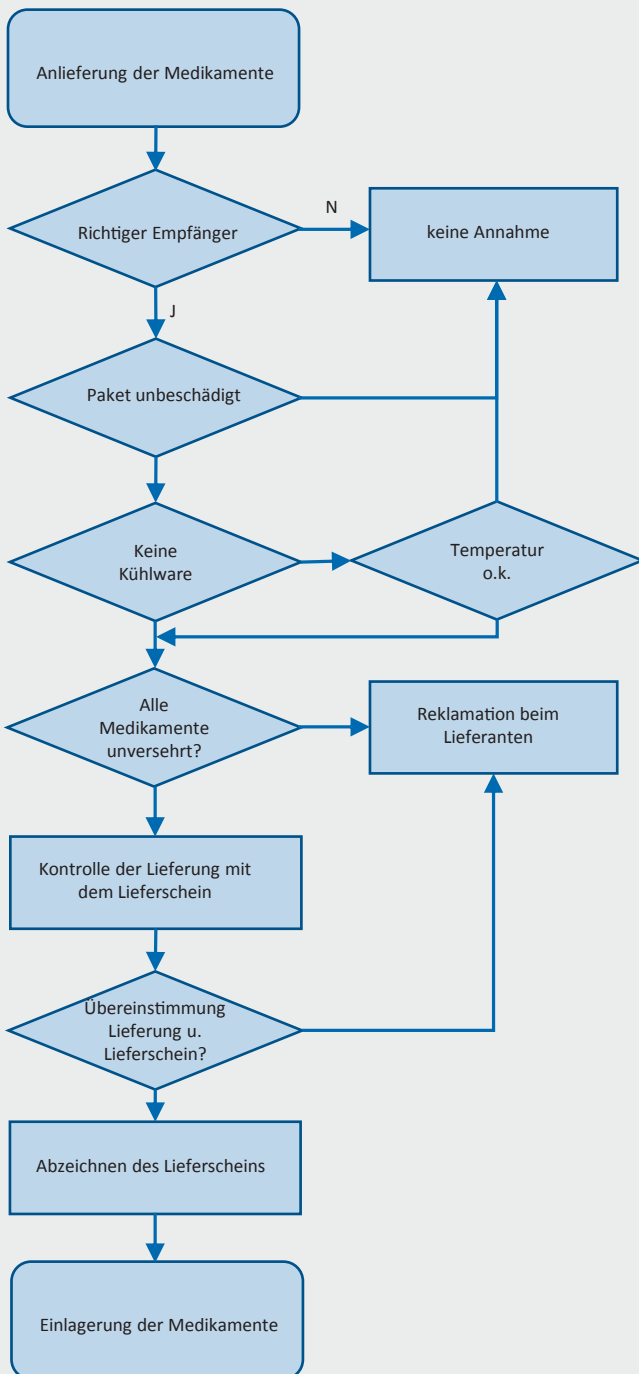 Anlieferung der Medikamente
Richtiger Empfänger
N
keine Annahme
J
Paket unbeschädigt
Keine
Kühlware
Temperatur
o.k.
Alle
Medikamente
unversehrt?
Reklamation beim
Lieferanten
Kontrolle der Lieferung mit
dem Lieferschein
Übereinstimmung
Lieferung u.
Lieferschein?
Abzeichnen des Lieferscheins
Einlagerung der Medikamente